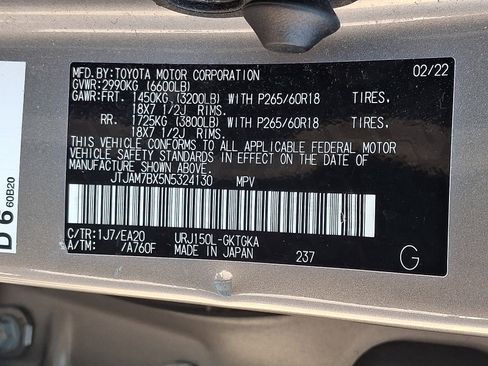 MFD.BY:TOYOTA MOTOR CORPORATION 02/22
GVWR:2990KG (6600LB)
GAWR:FRT. 1450KG (3200LB) WITH P265/60R18 TIRES,
18X7 1/2J RIMS.
RR. 1725KG (3800LB) WITH P265/60R18 TIRES,
18X7 1/2J RIMS.
THIS VEHICLE CONFORMS TO ALL APPLICABLE FEDERAL MOTOR
VEHICLE SAFETY STANDARDS IN EFFECT ON THE DATE OF
MANUFACTURE SHOWN ABOVE.
JTJAM7BX5N5324130 MPV
C/TR:1J7/EA20 URJ150L-GKTGKA
A/TM: /A760F MADE IN JAPAN 237 G
D 6
60B20